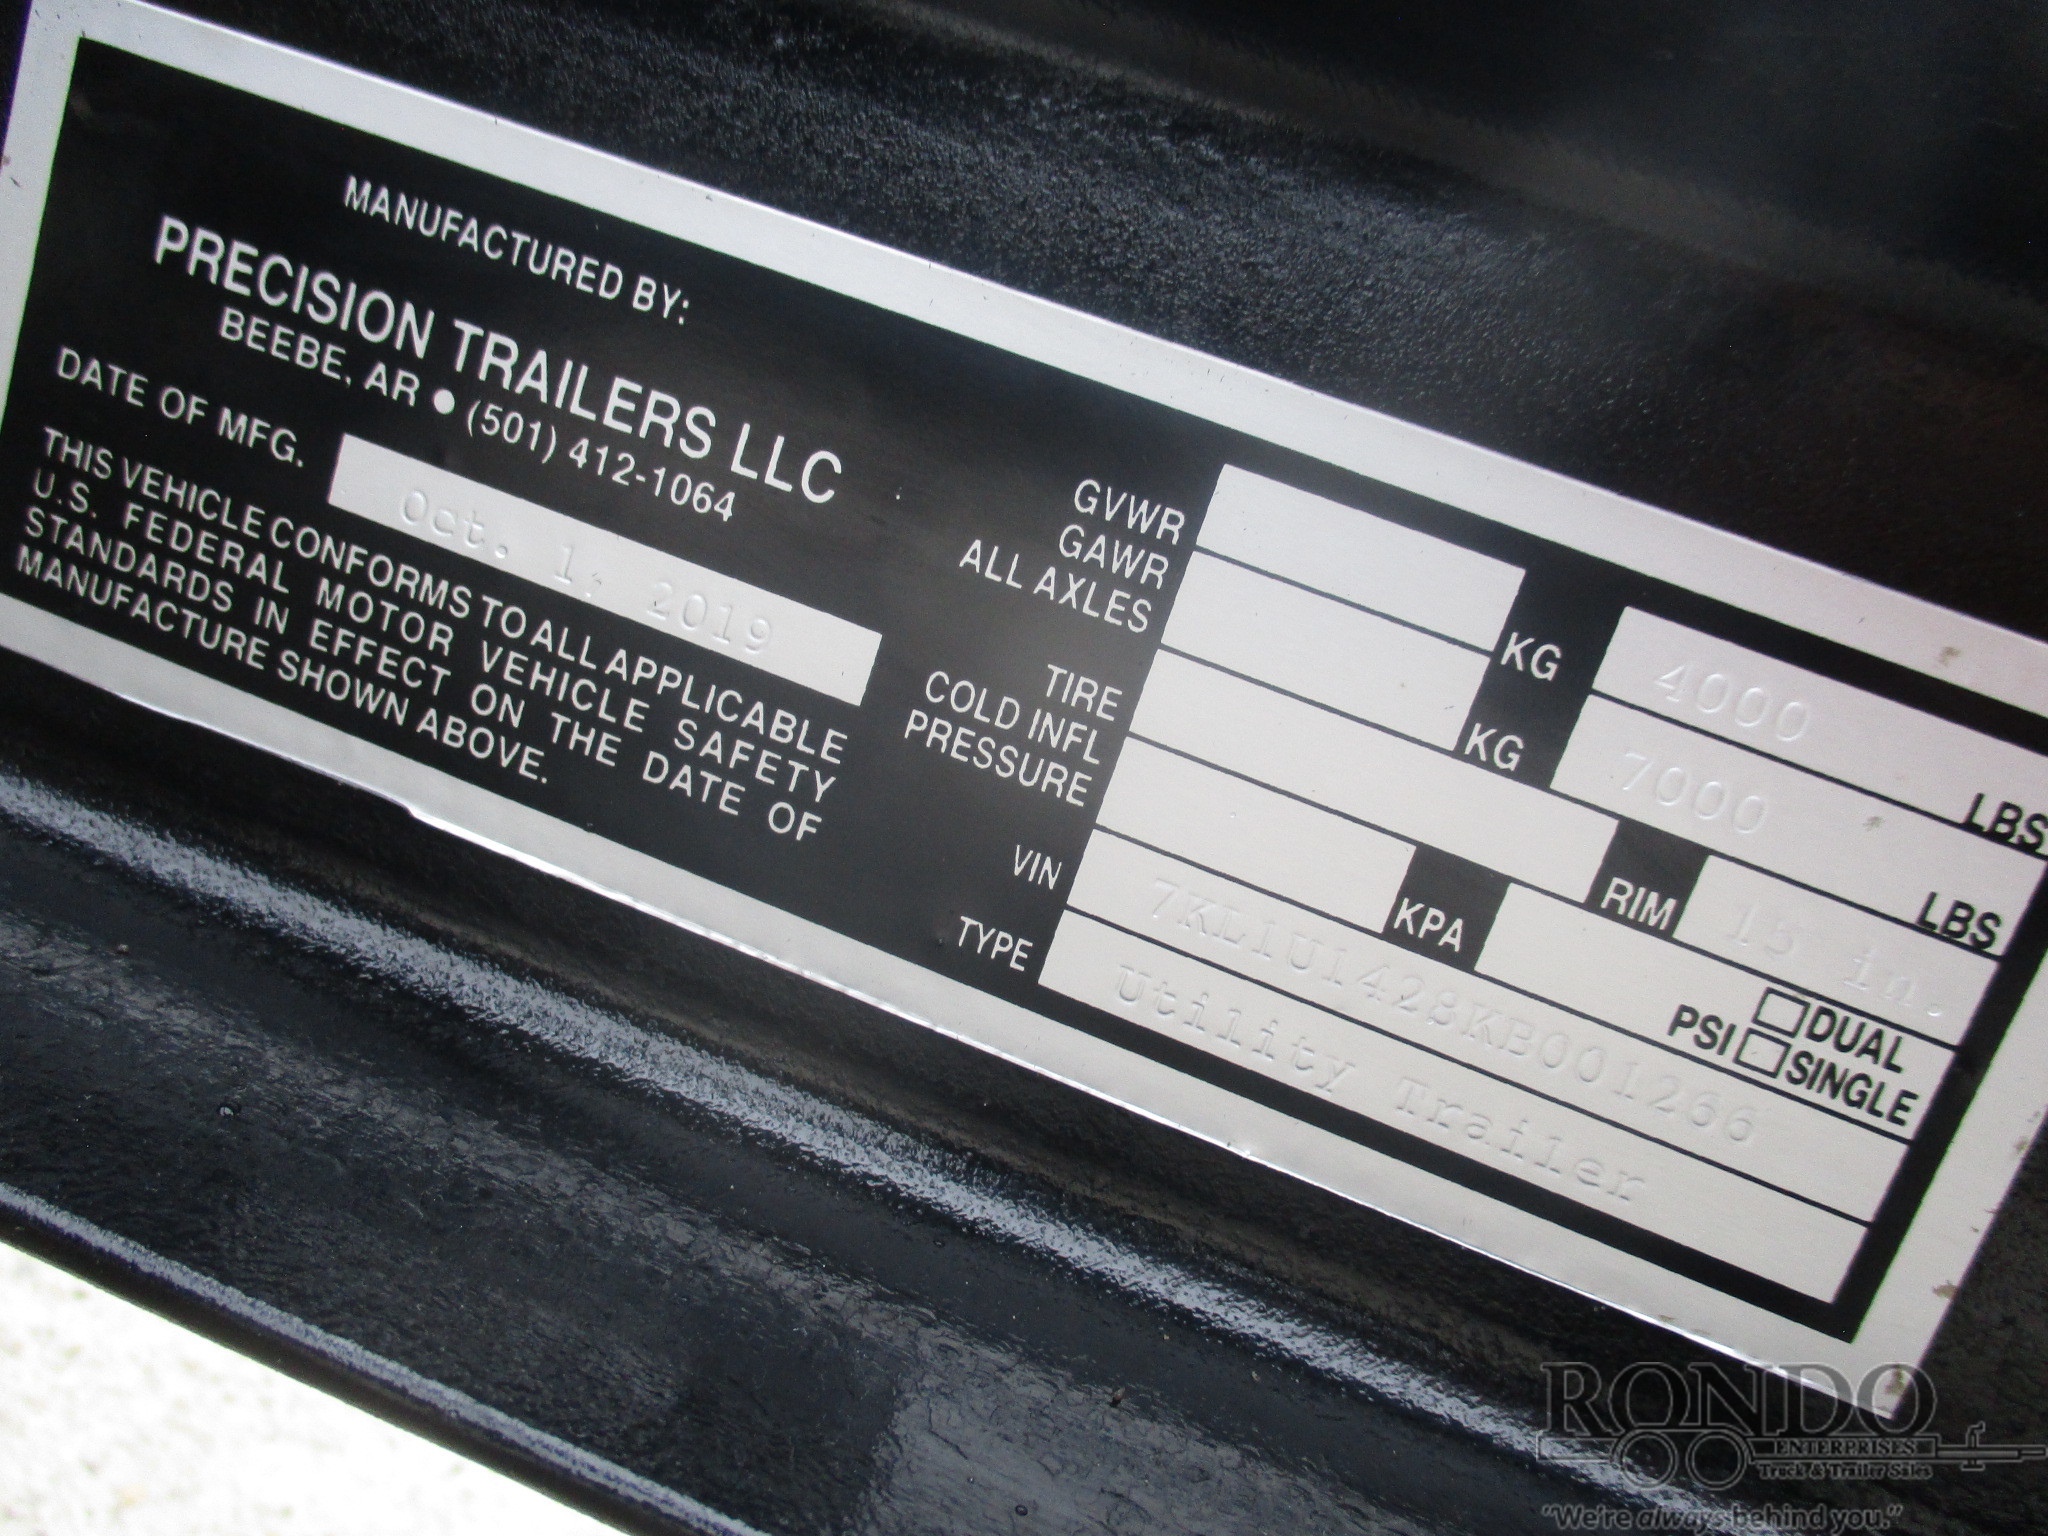 MANUFACTURED BY:
PRECISION TRAILERS LLC
BEEBE, AR ● (501) 412-1064
DATE OF MFG. Oct. 1, 2019
THIS VEHICLE CONFORMS TO ALL APPLICABLE
U.S. FEDERAL MOTOR VEHICLE SAFETY
STANDARDS IN EFFECT ON THE DATE OF
MANUFACTURE SHOWN ABOVE.
GVWR KG 4000 LBS
GAWR
ALL AXLES KG 7000 LBS
TIRE RIM 15 in.
COLD INFL
PRESSURE KPA PSI DUAL
SINGLE
VIN 7KL1U1428KB001266
TYPE Utility Trailer
RONDO
ENTERPRISES
Truck & Trailer Sales
"We're always behind you."